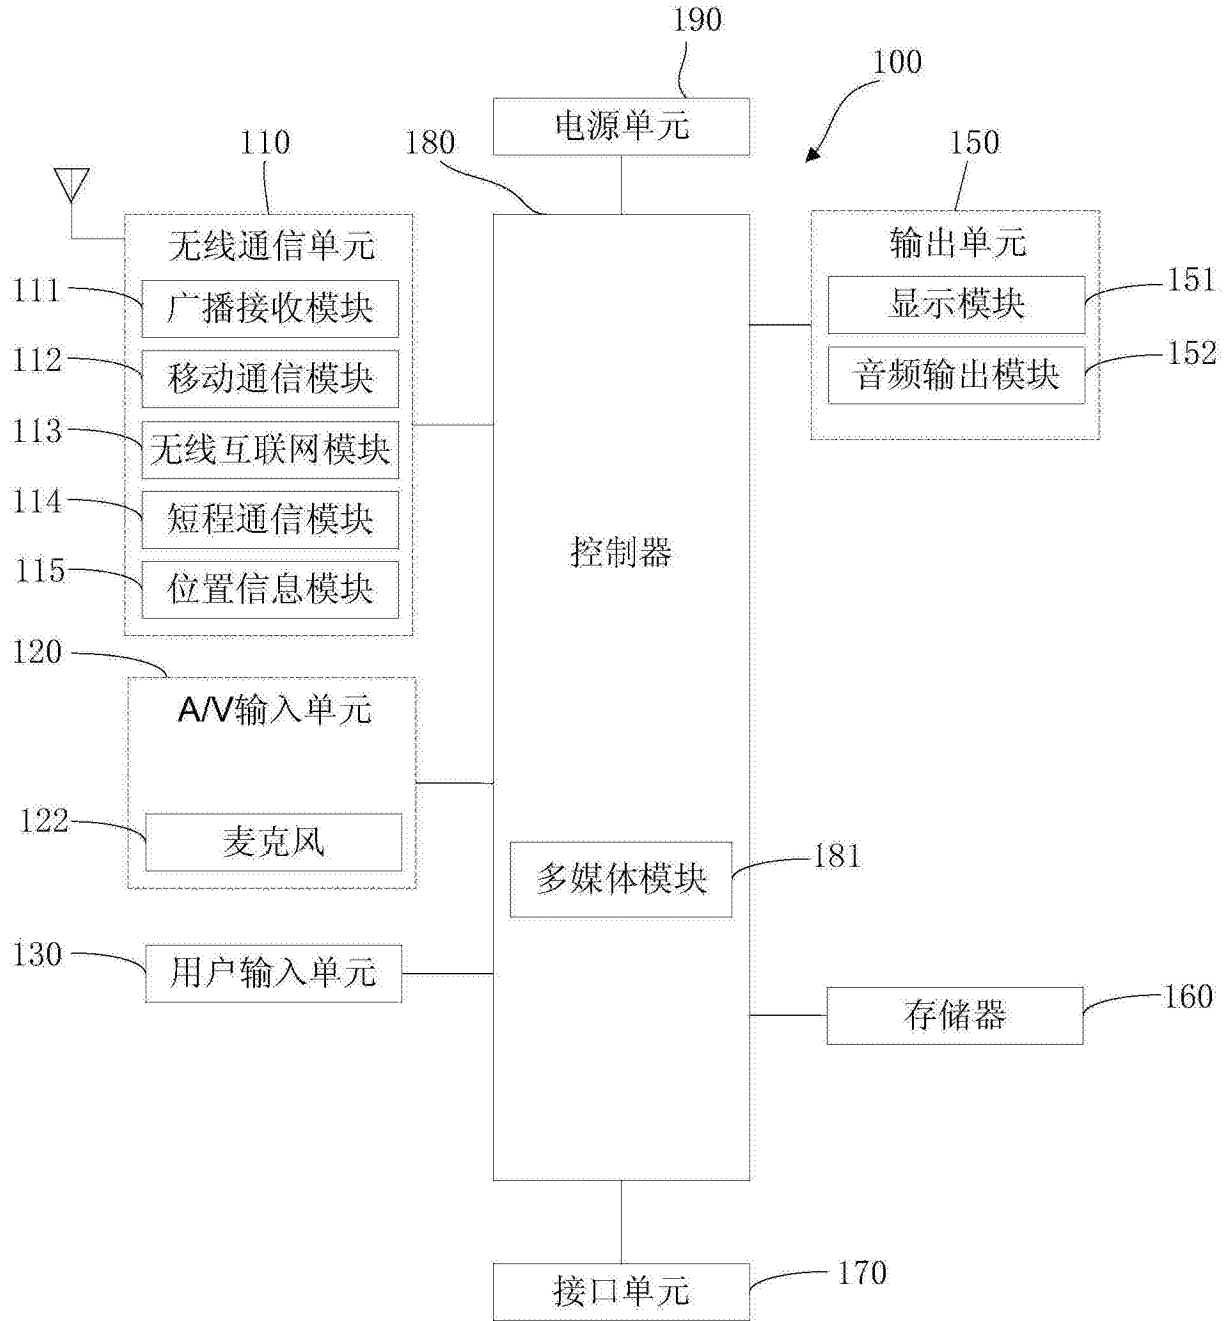 190
100
电源单元
110
180
150
无线通信单元
输出单元
111
广播接收模块
显示模块
151
112
移动通信模块
音频输出模块
152
113
无线互联网模块
114
短程通信模块
控制器
115
位置信息模块
120
A/V输入单元
122
麦克风
多媒体模块
181
130
用户输入单元
存储器
160
接口单元
170